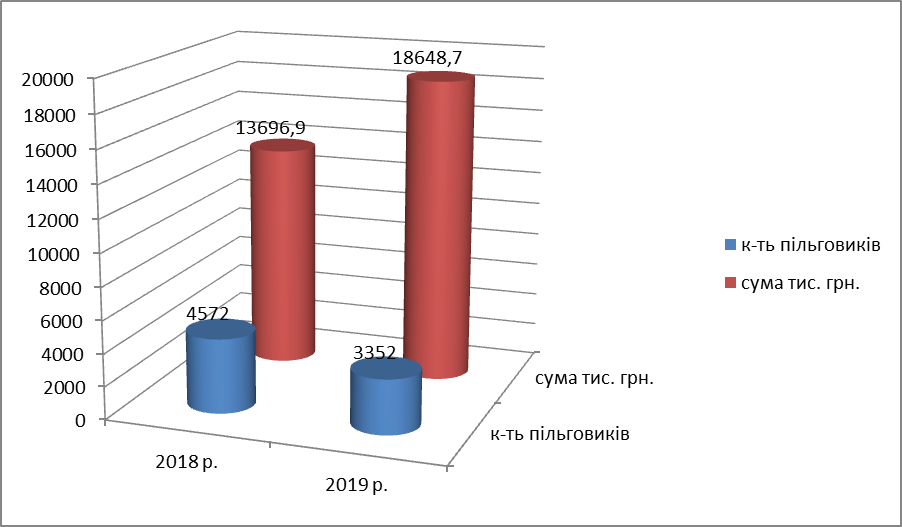 20000
18000
16000
14000
12000
10000
8000
6000
4000
2000
0
18648,7
13696,9
4572
3352
2018 р.
2019 р.
сума тис. грн.
к-ть пільговиків
к-ть пільговиків
сума тис. грн.